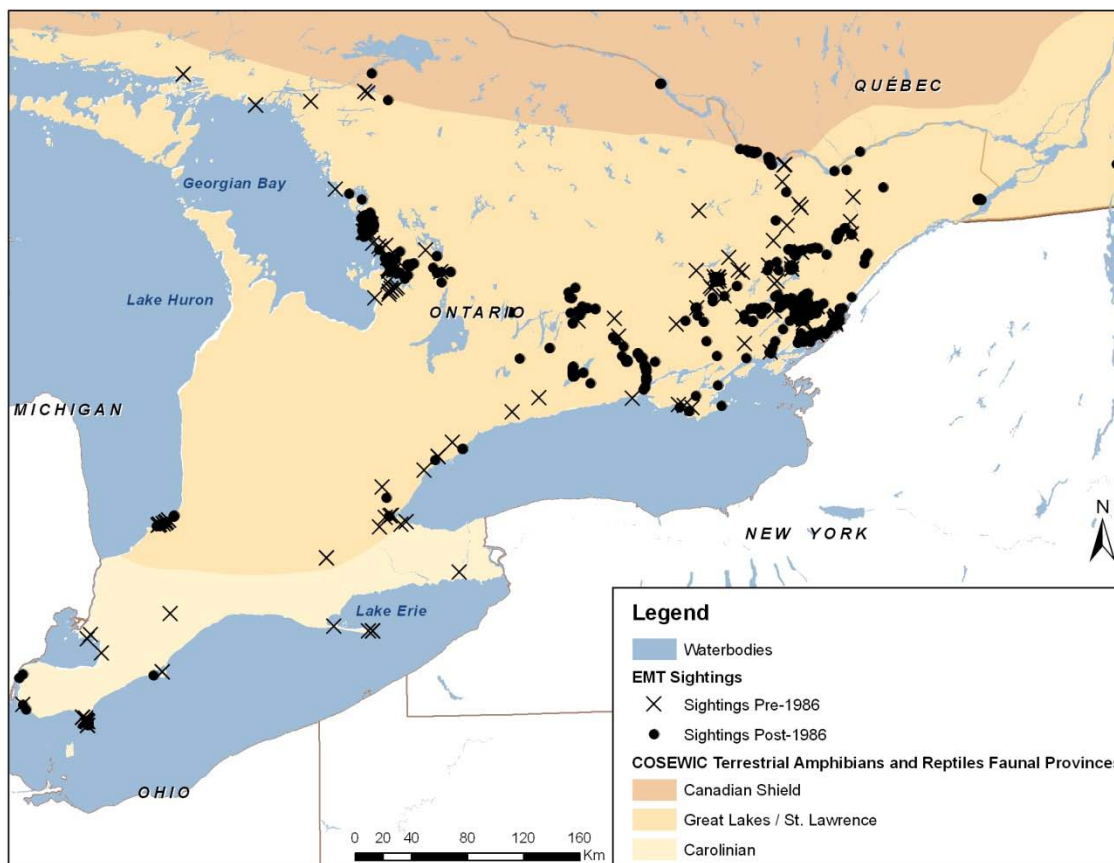 QUÉBEC
Georgian Bay
Lake Huron
ONTARIO
MICHIGAN
N
NEW YORK
Lake Erie
OHIO
0 20 40 80 120 160
Km
Legend
Waterbodies
EMT Sightings
Sightings Pre-1986
Sightings Post-1986
COSEWIC Terrestrial Amphibians and Reptiles Faunal Provinces
Canadian Shield
Great Lakes / St. Lawrence
Carolinian